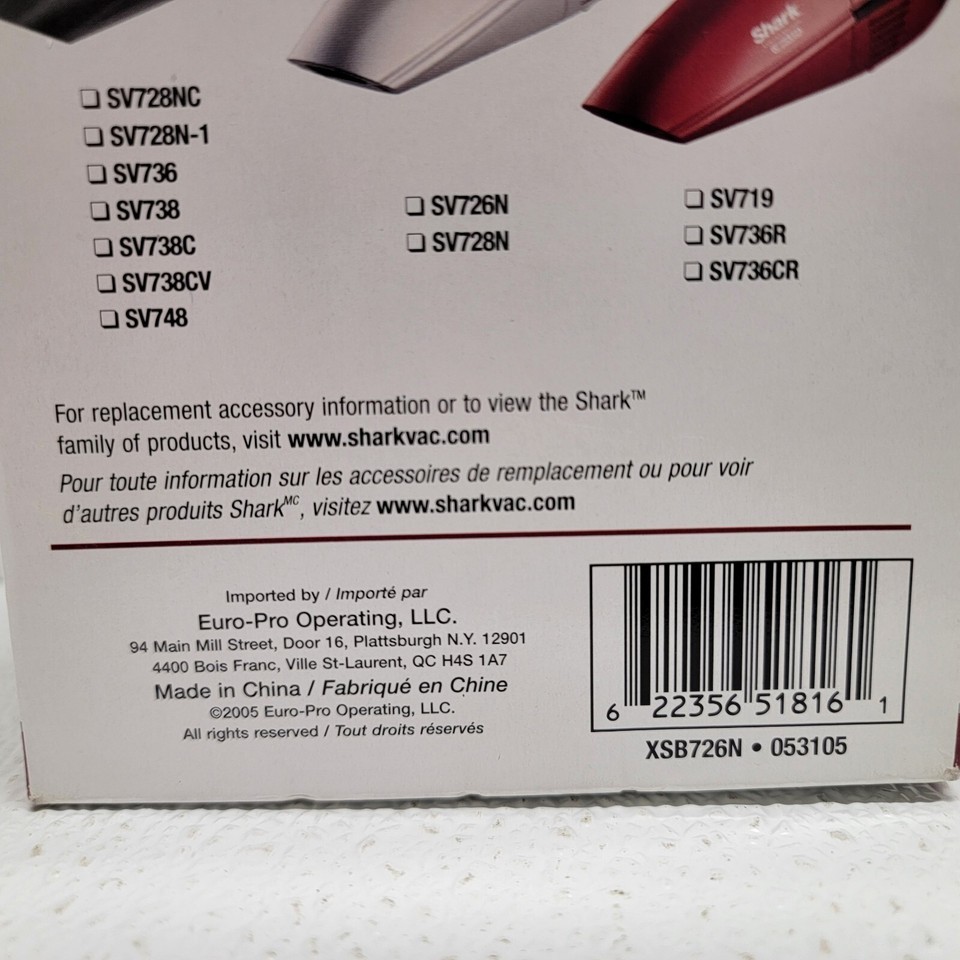 Shark
❏ SV728NC
❏ SV728N-1
❏ SV736
❏ SV738
❏ SV738C
❏ SV738CV
❏ SV748
❏ SV726N
❏ SV728N
❏ SV719
❏ SV736R
❏ SV736CR
For replacement accessory information or to view the Shark™
family of products, visit www.sharkvac.com
Pour toute information sur les accessoires de remplacement ou pour voir
d'autres produits Sharkᴹᶜ, visitez www.sharkvac.com
Imported by / Importé par
Euro-Pro Operating, LLC.
94 Main Mill Street, Door 16, Plattsburgh N.Y. 12901
4400 Bois Franc, Ville St-Laurent, QC H4S 1A7
Made in China / Fabriqué en Chine
©2005 Euro-Pro Operating, LLC.
All rights reserved / Tout droits réservés
6 22356 51816 1
XSB726N • 053105